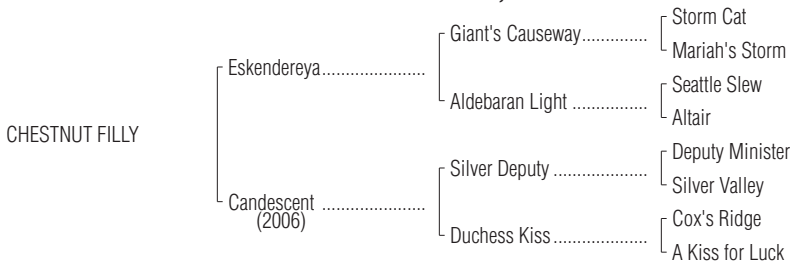 Storm Cat
Giant's Causeway..............
Mariah's Storm
Eskendereya......................
Seattle Slew
Aldebaran Light ................
Altair
CHESTNUT FILLY
Deputy Minister
Silver Deputy ....................
Silver Valley
Candescent ......................
(2006)
Cox's Ridge
Duchess Kiss....................
A Kiss for Luck